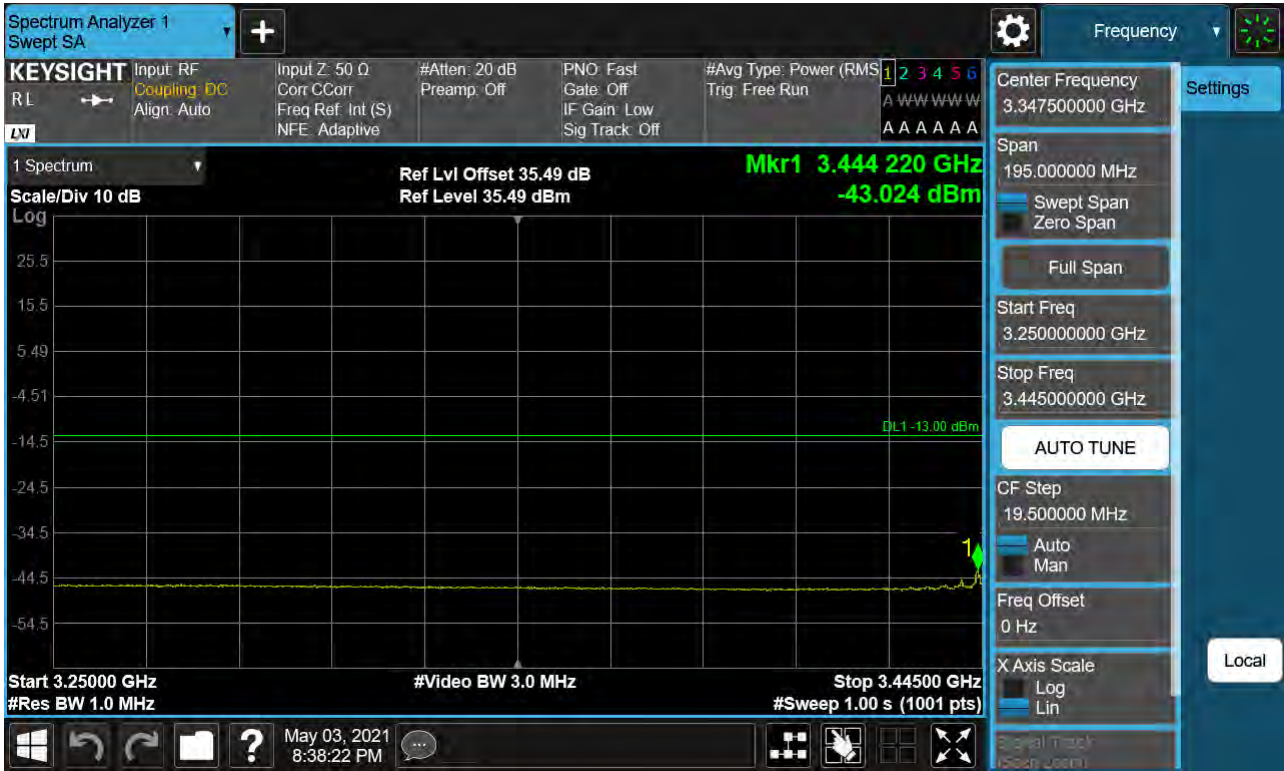 Spectrum Analyzer 1
Swept SA
Frequency
KEYSIGHT
R L
LXI
Input: RF
Coupling: DC
Align: Auto
Input Z: 50 Ω
Corr CCorr
Freq Ref: Int (S)
NFE: Adaptive
#Atten: 20 dB
Preamp: Off
PNO: Fast
Gate: Off
IF Gain: Low
Sig Track: Off
#Avg Type: Power (RMS
Trig: Free Run
1 2 3 4 5 6
A W W W W W
A A A A A A
Center Frequency
3.347500000 GHz
Settings
Span
195.000000 MHz
Swept Span
Zero Span
Full Span
Start Freq
3.250000000 GHz
Stop Freq
3.445000000 GHz
AUTO TUNE
CF Step
19.500000 MHz
Auto
Man
Freq Offset
0 Hz
X Axis Scale
Log
Lin
Signal Track
(Span Zoom)
Local
1 Spectrum
Scale/Div 10 dB
Log
Ref Lvl Offset 35.49 dB
Ref Level 35.49 dBm
Mkr1 3.444 220 GHz
-43.024 dBm
25.5
15.5
5.49
-4.51
DL1 -13.00 dBm
-14.5
-24.5
-34.5
1
-44.5
-54.5
Start 3.25000 GHz
#Video BW 3.0 MHz
Stop 3.44500 GHz
#Res BW 1.0 MHz
#Sweep 1.00 s (1001 pts)
May 03, 2021
8:38:22 PM